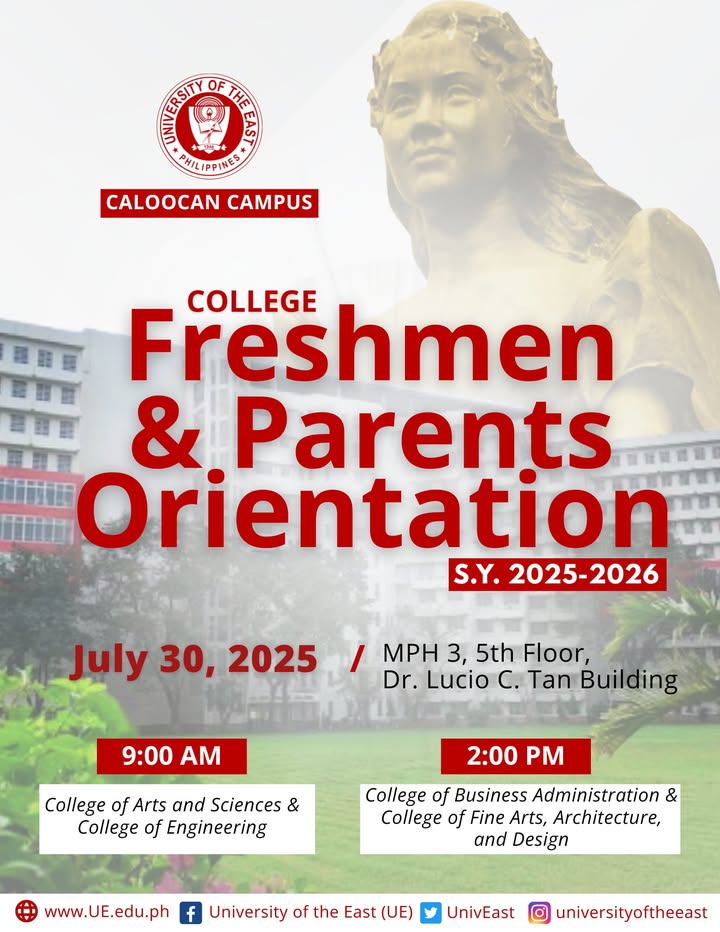 UNIVERSITY OF THE EAST
PHILIPPINES
1946
CALOOCAN CAMPUS
COLLEGE
Freshmen
& Parents
Orientation
S.Y. 2025-2026
July 30, 2025 / MPH 3, 5th Floor,
Dr. Lucio C. Tan Building
9:00 AM
College of Arts and Sciences &
College of Engineering
2:00 PM
College of Business Administration &
College of Fine Arts, Architecture,
and Design
www.UE.edu.ph University of the East (UE) UnivEast universityoftheeast